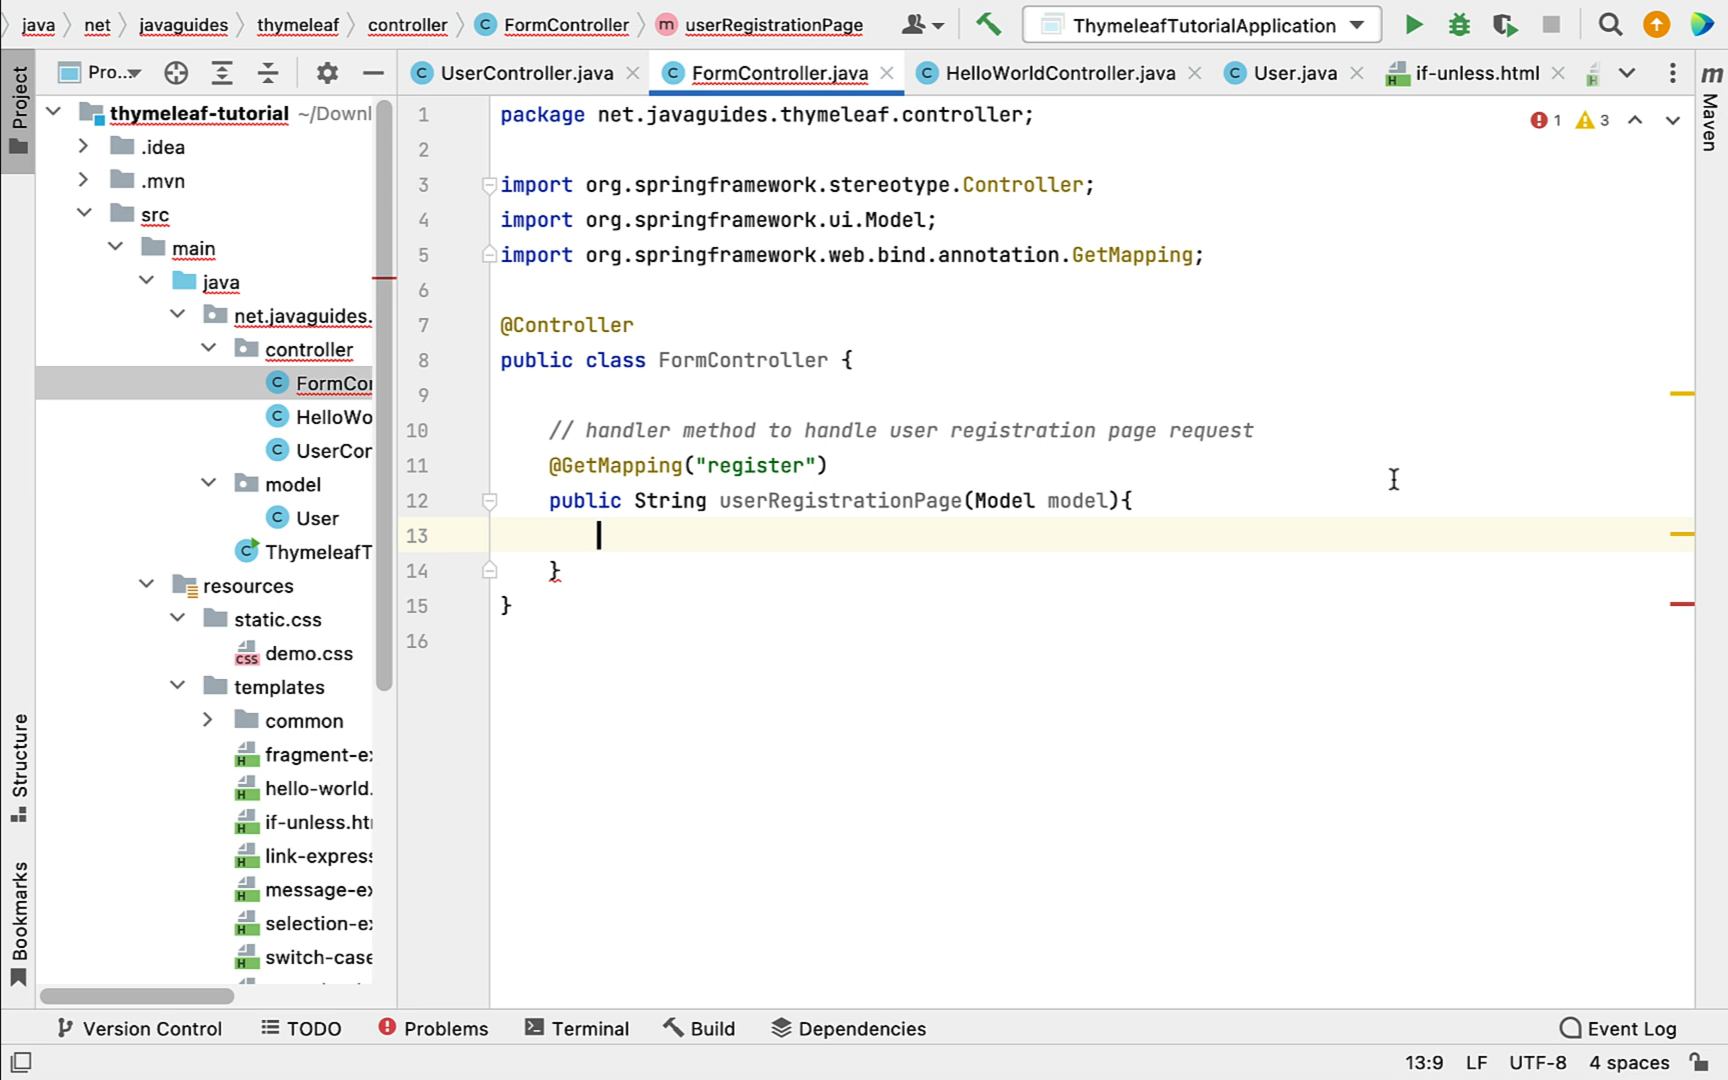 java net javaguides thymeleaf controller FormController userRegistrationPage ThymeleafTutorialApplication
Project
Pro..
UserController.java FormController.java HelloWorldController.java User.java if-unless.html
m Maven
thymeleaf-tutorial ~/Downl
.idea
.mvn
src
main
java
net.javaguides.
controller
FormCon
HelloWo
UserCor
model
User
ThymeleafT
resources
static.css
demo.css
templates
common
fragment-ex
hello-world.
if-unless.htm
link-express
message-ex
selection-ex
switch-case
Structure
Bookmarks
1 package net.javaguides.thymeleaf.controller;
2
3 import org.springframework.stereotype.Controller;
4 import org.springframework.ui.Model;
5 import org.springframework.web.bind.annotation.GetMapping;
6
7 @Controller
8 public class FormController {
9
10 // handler method to handle user registration page request
11 @GetMapping("register")
12 public String userRegistrationPage(Model model){
13
14 }
15 }
16
1 3
Version Control TODO Problems Terminal Build Dependencies Event Log
13:9 LF UTF-8 4 spaces